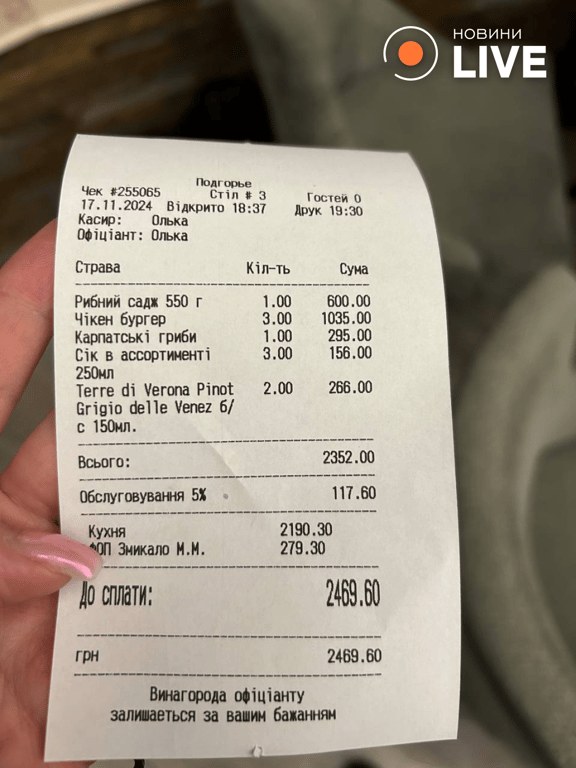 НОВИНИ
LIVE
Подгорье
Чек #255065 Стіл # 3 Гостей 0
17.11.2024 Відкрито 18:37 Друк 19:30
Касир: Олька
Офіціант: Олька
Страва Кіл-ть Сума
Рибний садж 550 г 1.00 600.00
Чікен бургер 3.00 1035.00
Карпатські гриби 1.00 295.00
Сік в ассортименті 3.00 156.00
250мл
Terre di Verona Pinot 2.00 266.00
Grigio delle Venez б/
с 150мл.
Всього: 2352.00
Обслуговування 5% 117.60
Кухня 2190.30
ФОП Змикало М.М. 279.30
До сплати: 2469.60
грн 2469.60
Винагорода офіціанту
залишається за вашим бажанням